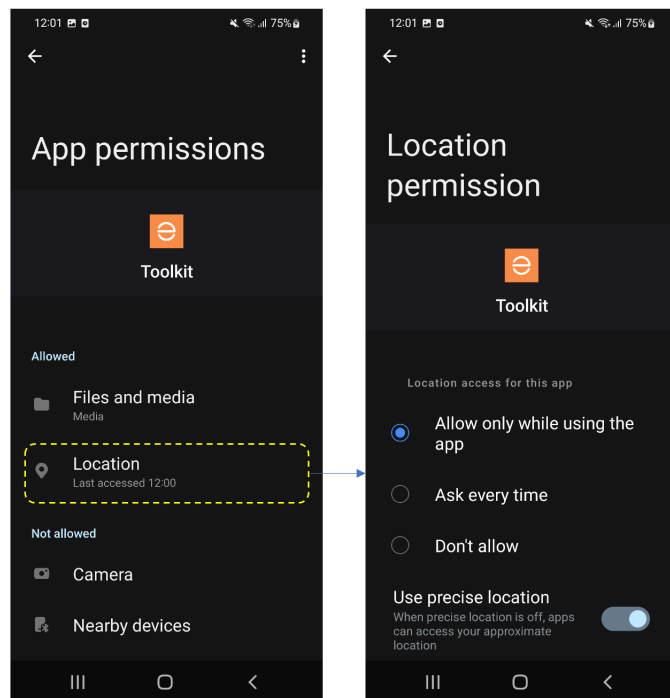 12:01
75%
App permissions
Toolkit
Allowed
Files and media
Media
Location
Last accessed 12:00
Not allowed
Camera
Nearby devices
12:01
75%
Location
permission
Toolkit
Location access for this app
Allow only while using the
app
Ask every time
Don't allow
Use precise location
When precise location is off, apps
can access your approximate
location